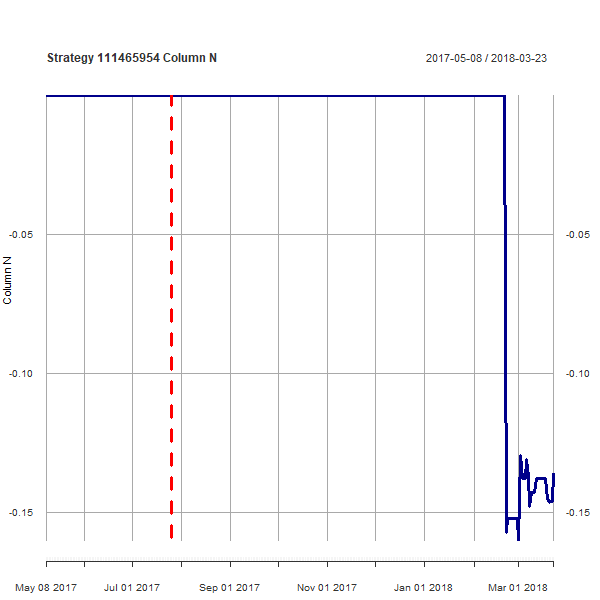 Strategy 111465954 Column N
2017-05-08 / 2018-03-23
Column N
-0.05
-0.05
-0.10
-0.10
-0.15
-0.15
May 08 2017
Jul 01 2017
Sep 01 2017
Nov 01 2017
Jan 01 2018
Mar 01 2018